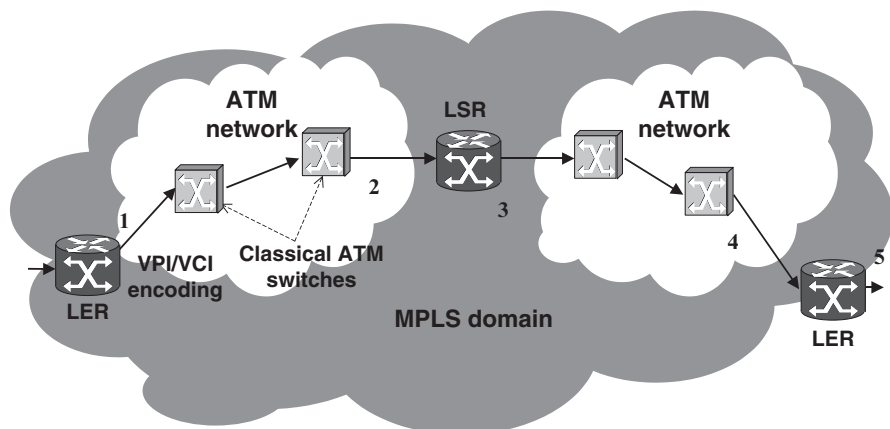 ATM
network
LSR
ATM
network
2
3
1
4
5
Classical ATM
switches
VPI/VCI
encoding
LER
MPLS domain
LER